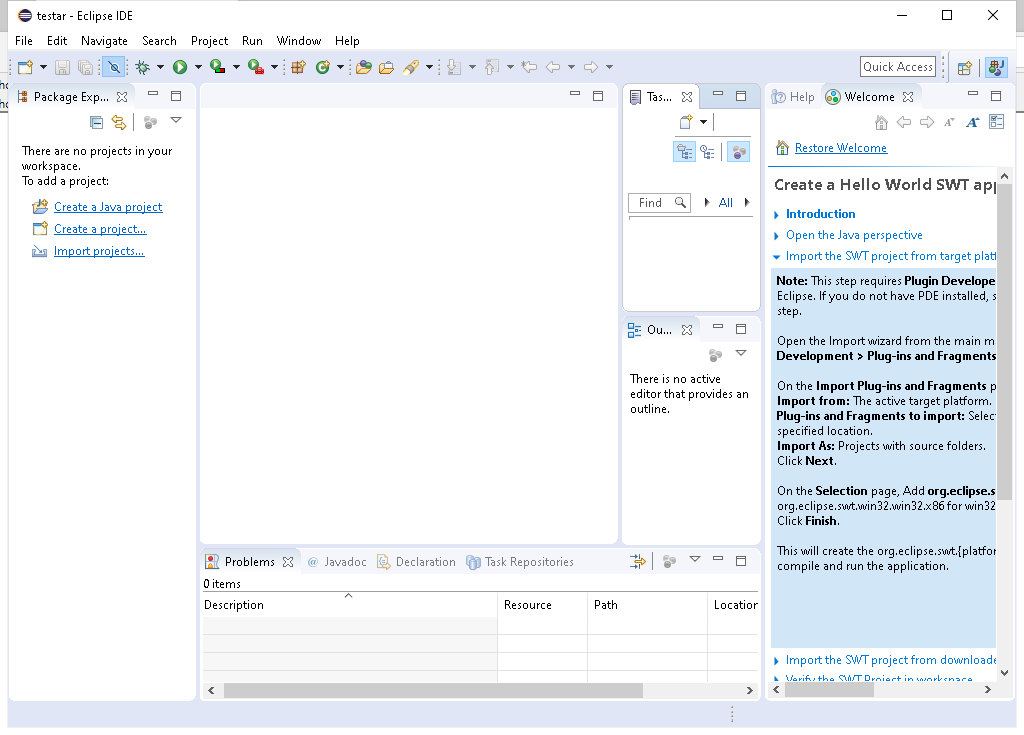 testar - Eclipse IDE
File Edit Navigate Search Project Run Window Help
Quick Access
Package Exp...
There are no projects in your
workspace.
To add a project:
Create a Java project
Create a project...
Import projects...
Tas...
Find
All
Ou...
There is no active
editor that provides an
outline.
Problems
Javadoc
Declaration
Task Repositories
0 items
Description Resource Path Location
Help
Welcome
Restore Welcome
Create a Hello World SWT app
Introduction
Open the Java perspective
Import the SWT project from target platf
Note: This step requires Plugin Develope
Eclipse. If you do not have PDE installed, s
step.
Open the Import wizard from the main m
Development > Plug-ins and Fragments
On the Import Plug-ins and Fragments p
Import from: The active target platform.
Plug-ins and Fragments to import: Selec
specified location.
Import As: Projects with source folders.
Click Next.
On the Selection page, Add org.eclipse.s
org.eclipse.swt.win32.win32.x86 for win32
Click Finish.
This will create the org.eclipse.swt.{platfor
compile and run the application.
Import the SWT project from downloade
Verify the SWT Project in workspace